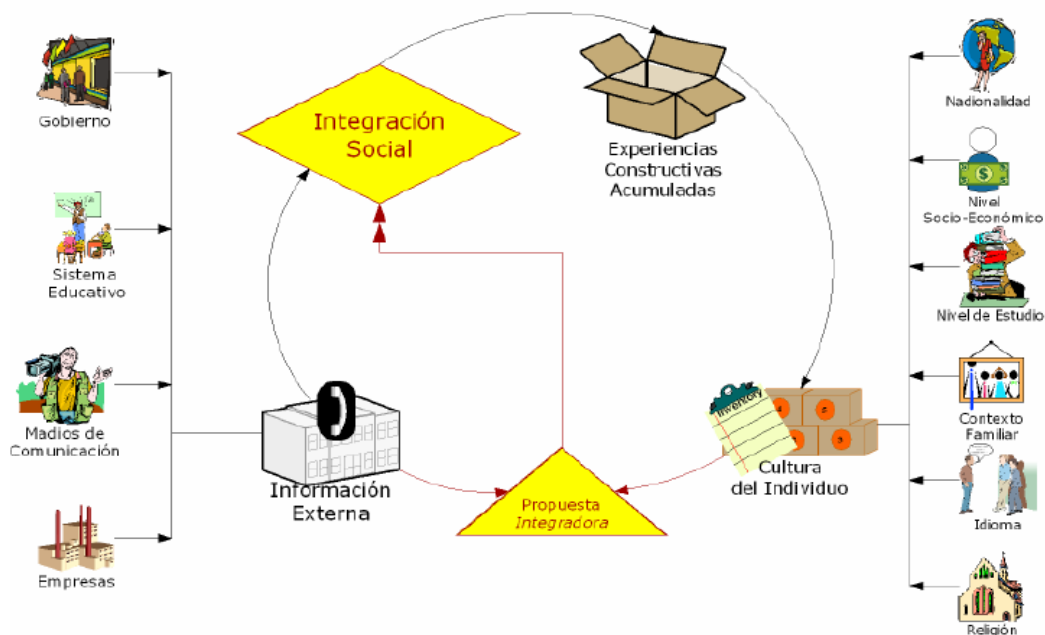 Gobierno
Sistema
Educativo
Madios de
Comunicación
Empresas
Integración
Social
Experiencias
Constructivas
Acumuladas
Información
Externa
Propuesta
Integradora
Inventory
Cultura
del Individuo
Nadionalidad
$
Nivel
Socio-Económico
Nivel de Estudio
Contexto
Familiar
Idioma
Religión